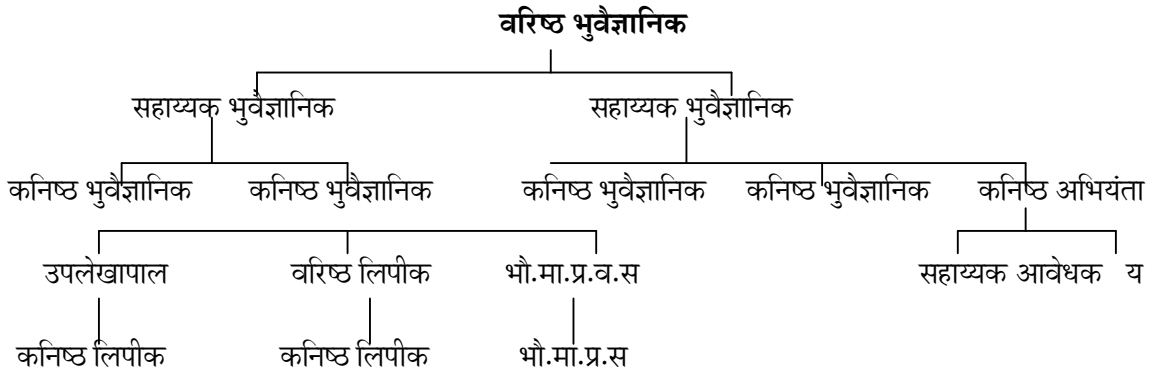 वरिष्ठ भुवैज्ञानिक
सहाय्यक भुवैज्ञानिक सहाय्यक भुवैज्ञानिक
कनिष्ठ भुवैज्ञानिक कनिष्ठ भुवैज्ञानिक कनिष्ठ भुवैज्ञानिक कनिष्ठ भुवैज्ञानिक कनिष्ठ अभियंता
उपलेखापाल वरिष्ठ लिपीक भौ.मा.प्र.व.स सहाय्यक आवेधक य
कनिष्ठ लिपीक कनिष्ठ लिपीक भौ.मा.प्र.स